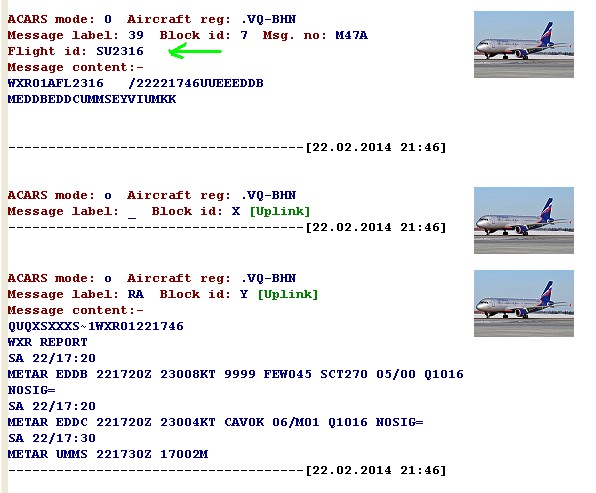 ACARS mode: O  Aircraft reg: .VQ-BHN
Message label: 39  Block id: 7  Msg. no: M47A
Flight id: SU2316
Message content:-
WXR01AFL2316   /22221746UUEEEDDB
MEDDBEDDCUMMSEYVIUMKK
-------------------------------------[22.02.2014 21:46]
ACARS mode: o  Aircraft reg: .VQ-BHN
Message label: _  Block id: X [Uplink]
-------------------------------------[22.02.2014 21:46]
ACARS mode: o  Aircraft reg: .VQ-BHN
Message label: RA  Block id: Y [Uplink]
Message content:-
QUQXSXXXS~1WXR01221746
WXR REPORT
SA 22/17:20
METAR EDDB 221720Z 23008KT 9999 FEW045 SCT270 05/00 Q1016
NOSIG=
SA 22/17:20
METAR EDDC 221720Z 23004KT CAVOK 06/M01 Q1016 NOSIG=
SA 22/17:30
METAR UMMS 221730Z 17002M
-------------------------------------[22.02.2014 21:46]